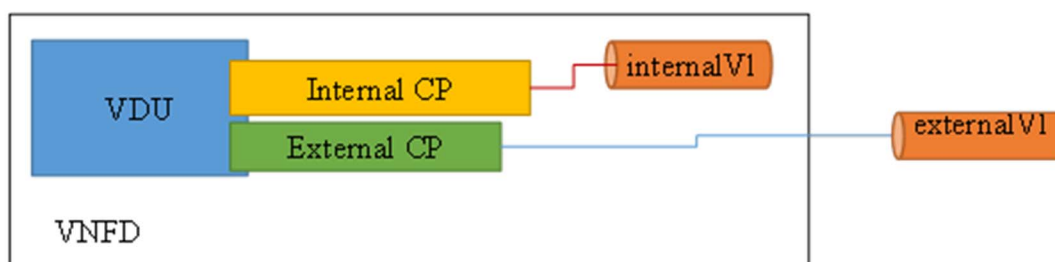 VDU
Internal CP
internalVl
External CP
externalVl
VNFD